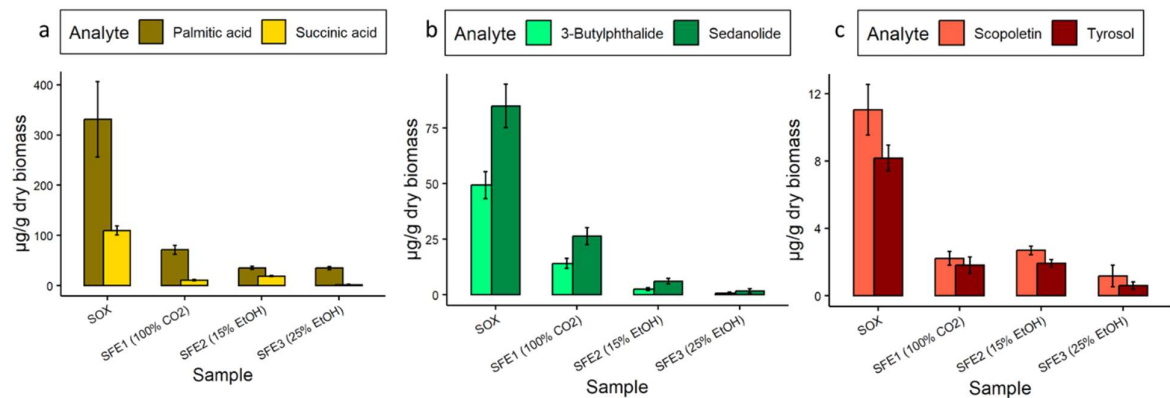 a
Analyte
Palmitic acid
Succinic acid
µg/g dry biomass
400
300
200
100
0
SOX
SFE1 (100% CO2)
SFE2 (15% EtOH)
SFE3 (25% EtOH)
Sample
b
Analyte
3-Butylphthalide
Sedanolide
µg/g dry biomass
75
50
25
0
SOX
SFE1 (100% CO2)
SFE2 (15% EtOH)
SFE3 (25% EtOH)
Sample
c
Analyte
Scopoletin
Tyrosol
µg/g dry biomass
12
8
4
0
SOX
SFE1 (100% CO2)
SFE2 (15% EtOH)
SFE3 (25% EtOH)
Sample